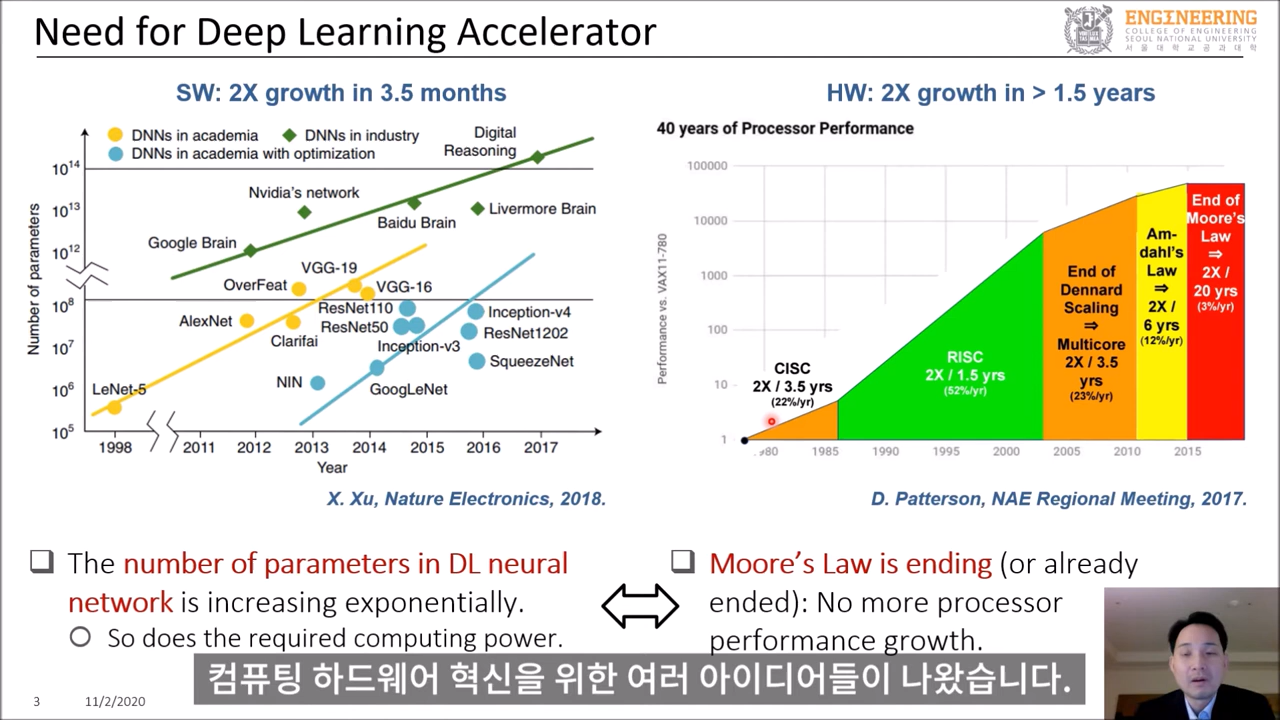 Need for Deep Learning Accelerator
ENGINEERING
COLLEGE OF ENGINEERING
SEOUL NATIONAL UNIVERSITY
서울대학교공과대학
SW: 2X growth in 3.5 months
DNNs in academia
DNNs in industry
DNNs in academia with optimization
Digital
Reasoning
Nvidia's network
Baidu Brain
Livermore Brain
Google Brain
VGG-19
OverFeat
VGG-16
ResNet110
Inception-v4
AlexNet
ResNet50
ResNet1202
Clarifai
Inception-v3
SqueezeNet
NIN
GoogLeNet
LeNet-5
Number of parameters
10¹⁴
10¹³
10¹²
10⁸
10⁷
10⁶
10⁵
1998
2011
2012
2013
2014
2015
2016
2017
Year
X. Xu, Nature Electronics, 2018.
HW: 2X growth in > 1.5 years
40 years of Processor Performance
Performance vs. VAX11-780
100000
10000
1000
100
10
1
CISC
2X / 3.5 yrs
(22%/yr)
RISC
2X / 1.5 yrs
(52%/yr)
End of
Dennard
Scaling
⇒
Multicore
2X / 3.5
yrs
(23%/yr)
Am-
dahl's
Law
⇒
2X /
6 yrs
(12%/yr)
End of
Moore's
Law
⇒
2X /
20 yrs
(3%/yr)
1985
1990
1995
2000
2005
2010
2015
D. Patterson, NAE Regional Meeting, 2017.
The number of parameters in DL neural
network is increasing exponentially.
So does the required computing power.
Moore's Law is ending (or already
ended): No more processor
performance growth.
컴퓨팅 하드웨어 혁신을 위한 여러 아이디어들이 나왔습니다.
3
11/2/2020